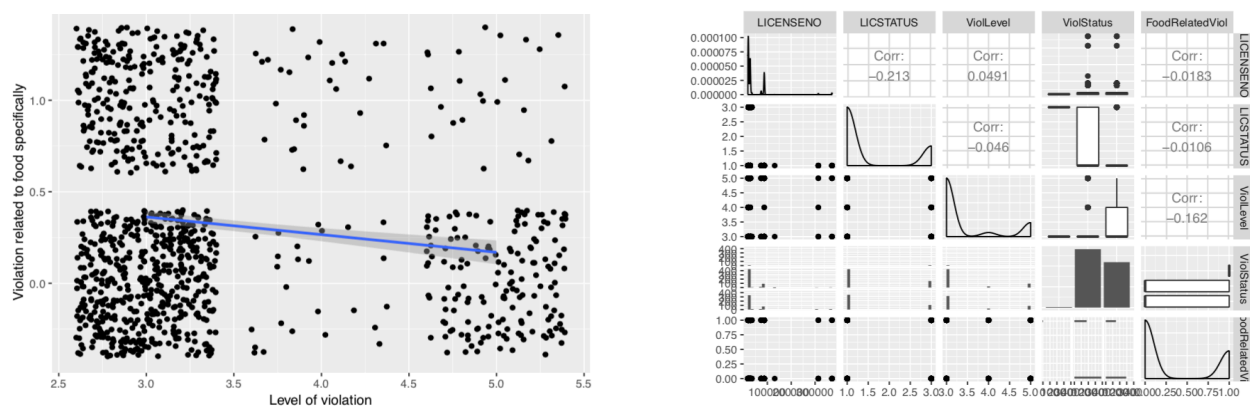 Violation related to food specifically
1.0
0.5
0.0
2.5 3.0 3.5 4.0 4.5 5.0 5.5
Level of violation
LICENSENO LICSTATUS ViolLevel ViolStatus FoodRelatedViol
0.000100
0.000075
0.000050
0.000025
0.000000
Corr:
−0.213
Corr:
0.0491
Corr:
−0.0183
LICENSENO
3.0
2.5
2.0
1.5
1.0
Corr:
−0.046
Corr:
−0.0106
LICSTATUS
5.0
4.5
4.0
3.5
3.0
Corr:
−0.162
ViolLevel
ViolStatus
1.00
0.75
0.50
0.25
0.00
1.0 1.5 2.0 2.5 3.0 3.0 3.5 4.0 4.5 5.0